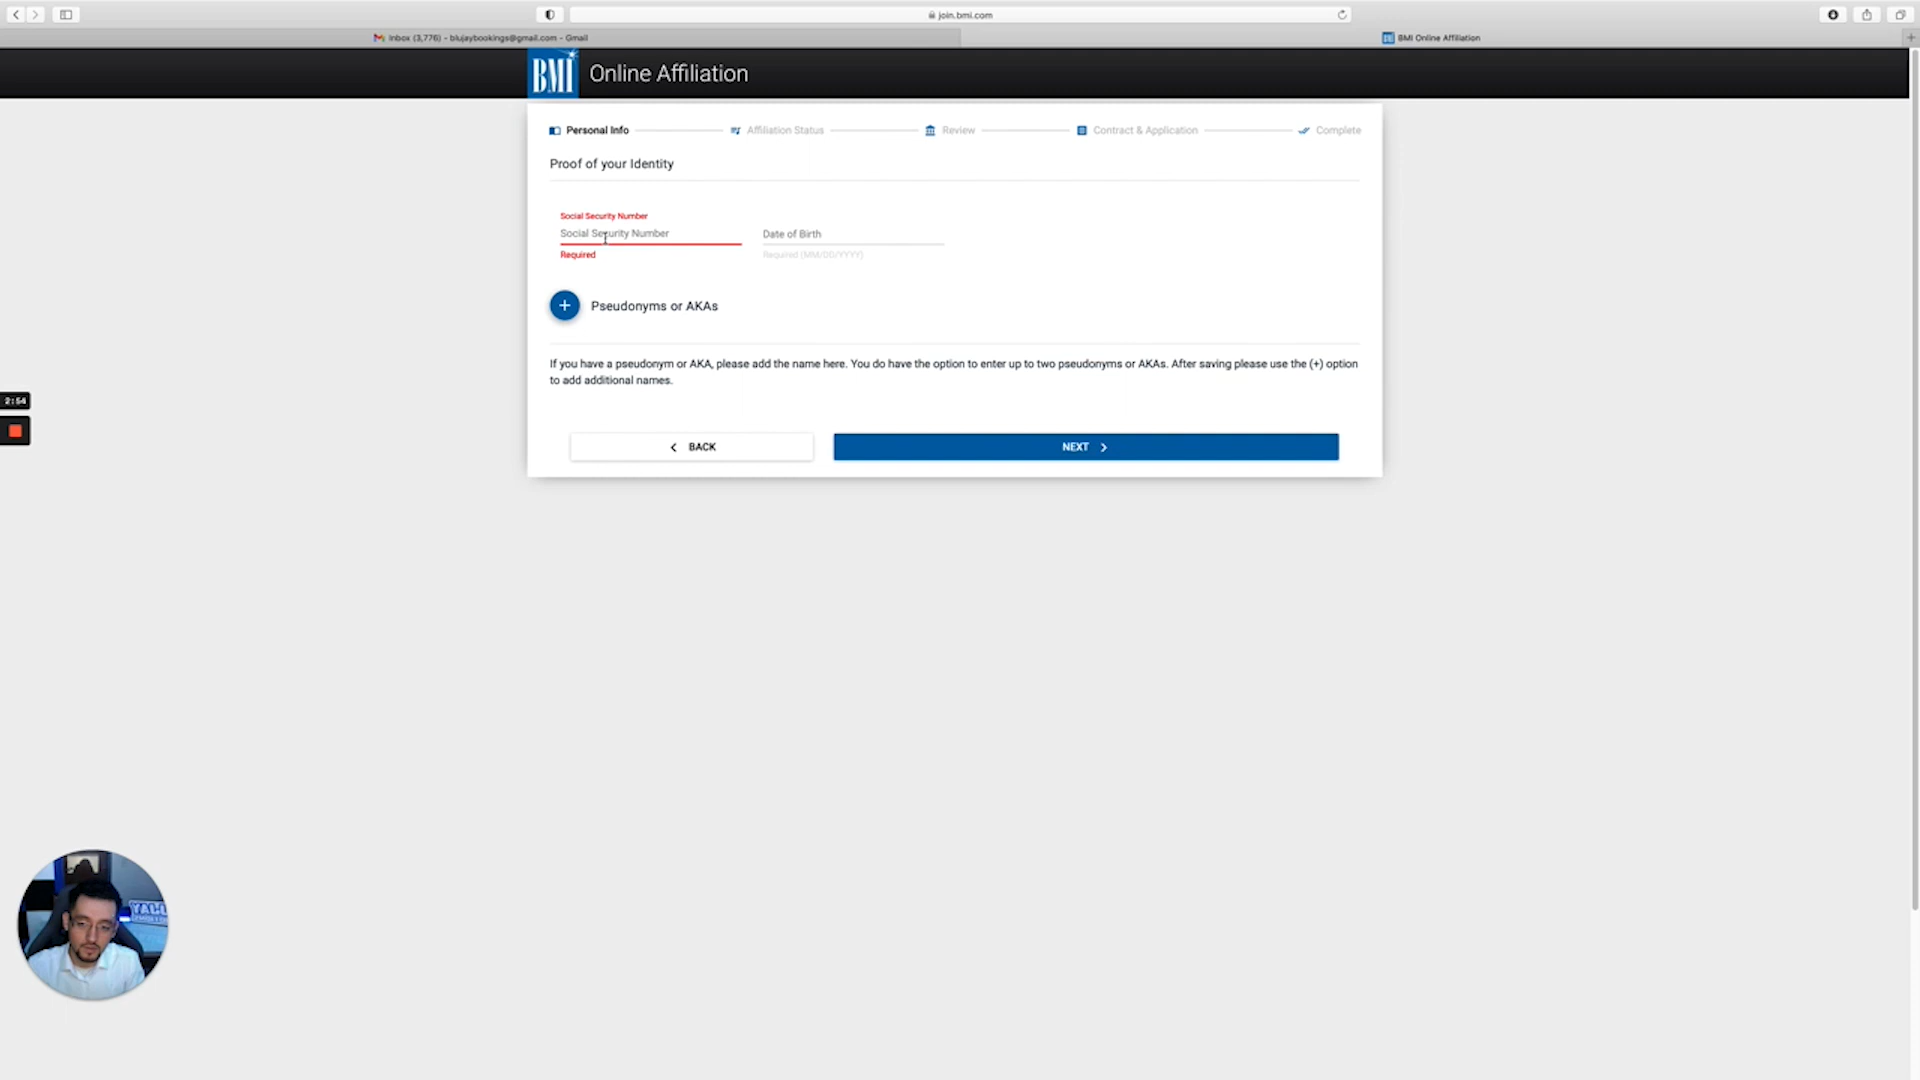 join.bmi.com
Inbox (3,776) - blujaybookings@gmail.com - Gmail
BMI Online Affiliation
BMI
Online Affiliation
Personal Info
Affiliation Status
Review
Contract & Application
Complete
Proof of your Identity
Social Security Number
Social Security Number
Date of Birth
Required
Required (MM/DD/YYYY)
+ Pseudonyms or AKAs
If you have a pseudonym or AKA, please add the name here. You do have the option to enter up to two pseudonyms or AKAs. After saving please use the (+) option
to add additional names.
2:54
BACK
NEXT